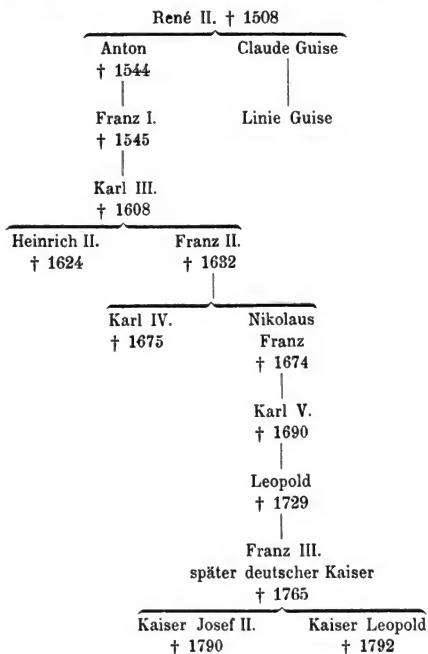 René II. † 1508
Anton Claude Guise
† 1544
Franz I. Linie Guise
† 1545
Karl III.
† 1608
Heinrich II. Franz II.
† 1624 † 1632
Karl IV. Nikolaus
† 1675 Franz
† 1674
Karl V.
† 1690
Leopold
† 1729
Franz III.
später deutscher Kaiser
† 1765
Kaiser Josef II. Kaiser Leopold
† 1790 † 1792